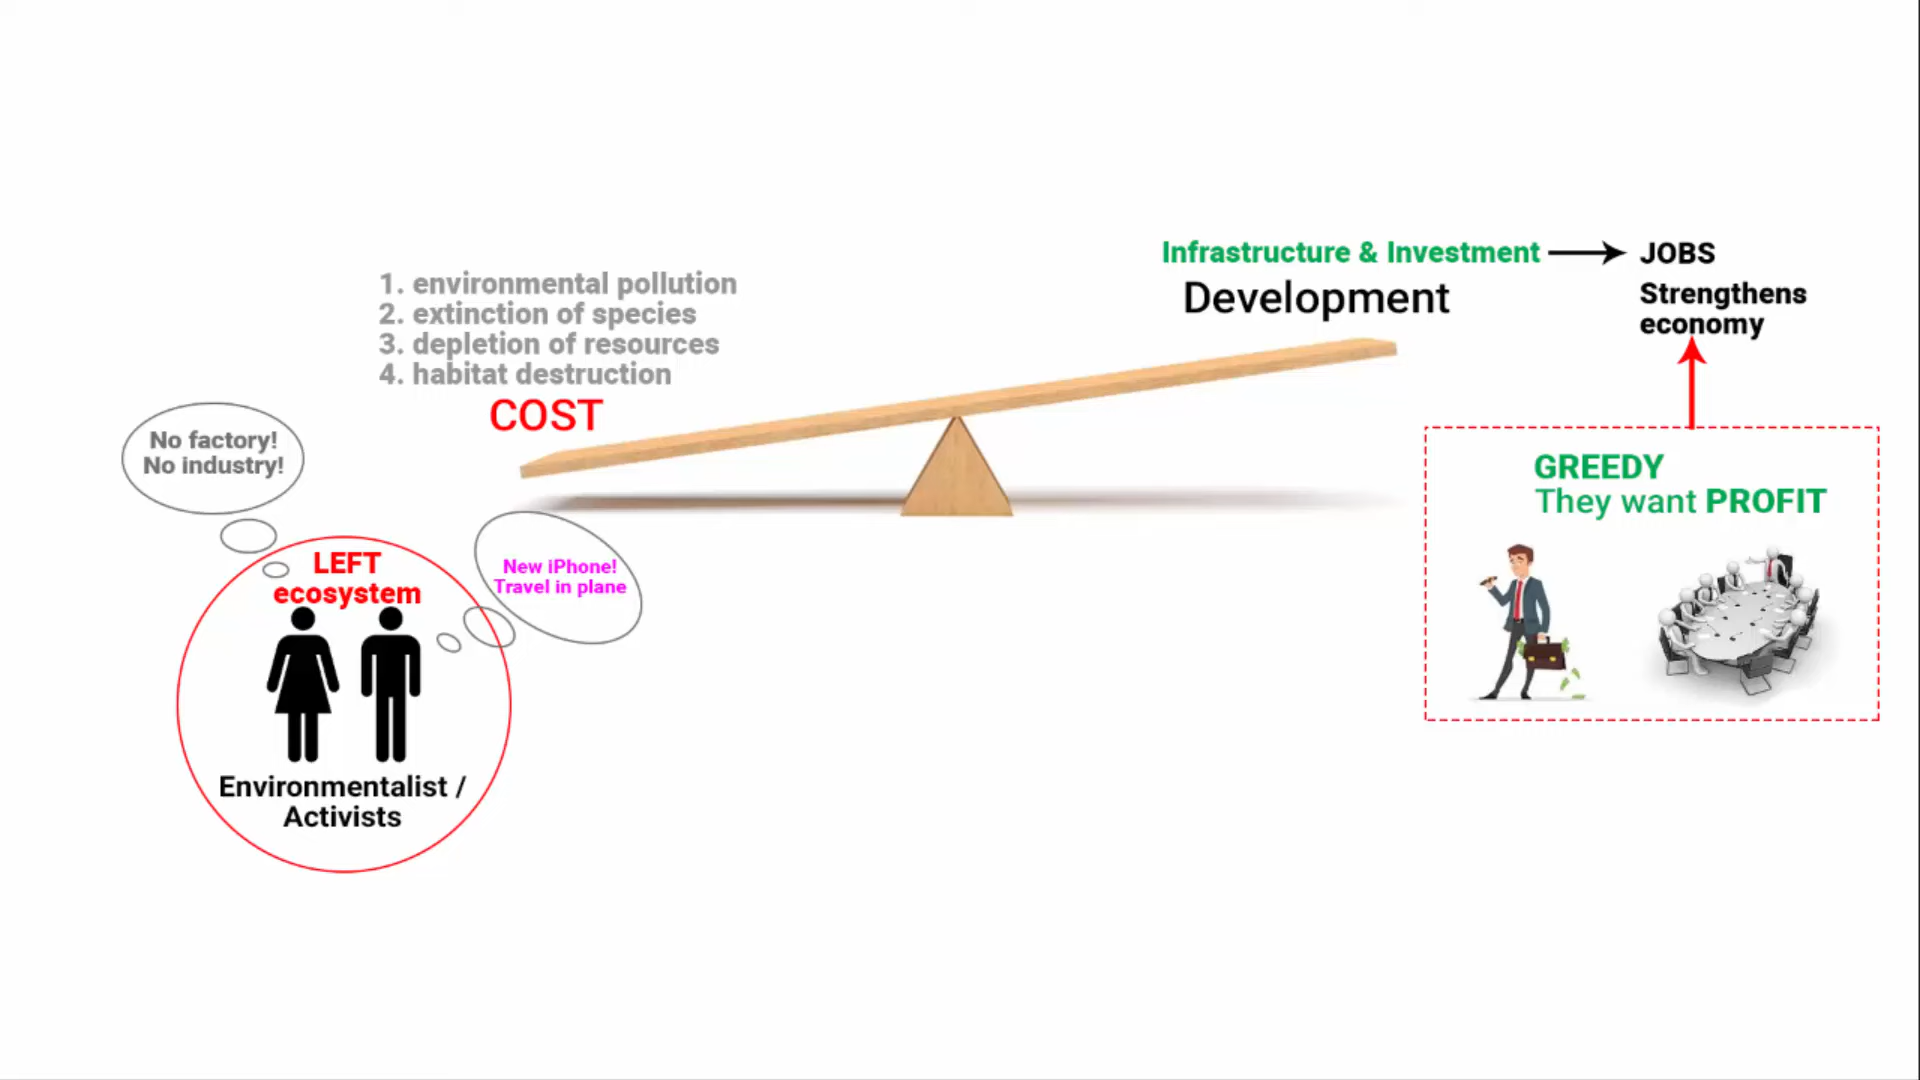 Infrastructure & Investment
JOBS
Development
Strengthens
economy
1. environmental pollution
2. extinction of species
3. depletion of resources
4. habitat destruction
COST
No factory!
No industry!
GREEDY
They want PROFIT
LEFT
ecosystem
New iPhone!
Travel in plane
Environmentalist /
Activists